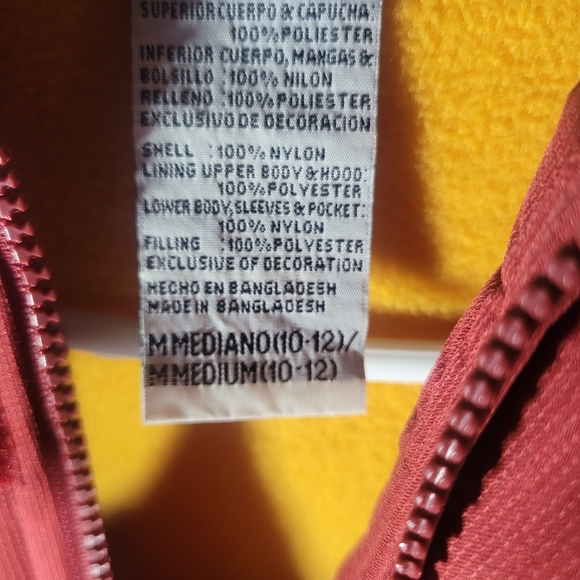 SUPERIOR CUERPO & CAPUCHA
100% POLIESTER
INFERIOR CUERPO, MANGAS &
BOLSILLO :100% NILON
RELLENO :100% POLIESTER
EXCLUSIVO DE DECORACION
SHELL :100% NYLON
LINING UPPER BODY & HOOD:
100% POLYESTER
LOWER BODY, SLEEVES & POCKET:
100% NYLON
FILLING :100% POLYESTER
EXCLUSIVE OF DECORATION
HECHO EN BANGLADESH
MADE IN BANGLADESH
M MEDIANO(10-12)/
M MEDIUM(10-12)